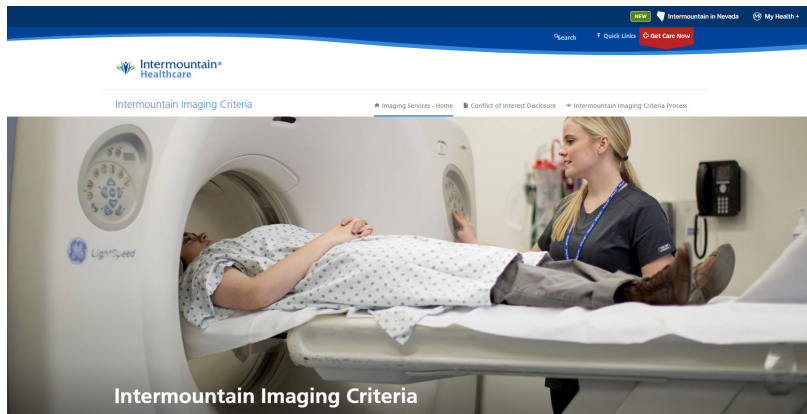 NEW Intermountain in Nevada My Health +
Search Quick Links Get Care Now
Intermountain®
Healthcare
Intermountain Imaging Criteria
Imaging Services - Home Conflict of Interest Disclosure Intermountain Imaging Criteria Process
GE LightSpeed
Intermountain Imaging Criteria